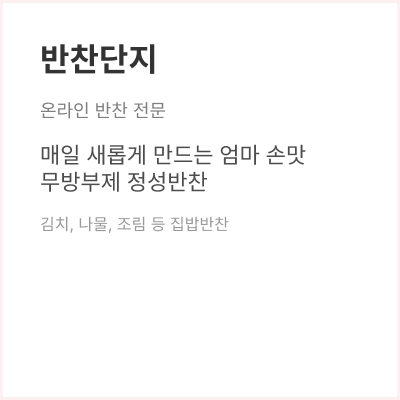 반찬단지
온라인 반찬 전문
매일 새롭게 만드는 엄마 손맛
무방부제 정성반찬
김치, 나물, 조림 등 집밥반찬